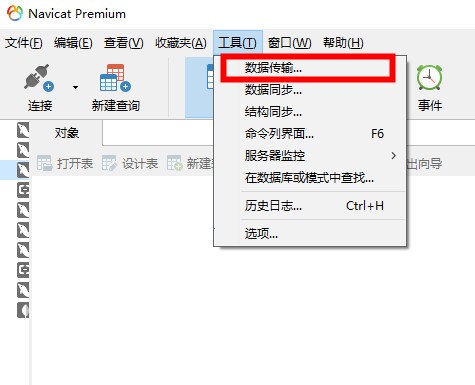 Navicat Premium
文件(F) 编辑(E) 查看(V) 收藏夹(A) 工具(T) 窗口(W) 帮助(H)
连接 新建查询 事件
数据传输...
数据同步...
结构同步...
命令列界面... F6
服务器监控
在数据库或模式中查找...
历史日志... Ctrl+H
选项...
对象
打开表 设计表 新建 出向导